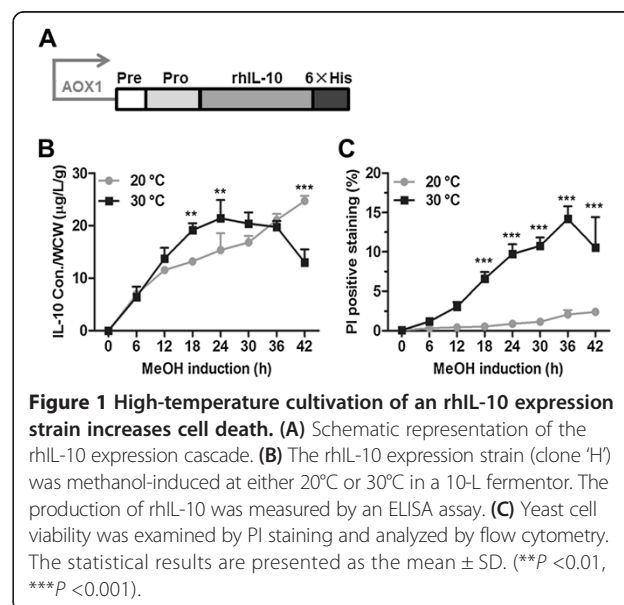 A
AOX1 Pre Pro rhIL-10 6×His
B
IL-10 Con./WCW (µg/L/g)
30
20
10
0
20 °C
30 °C
** ** ***
0 6 12 18 24 30 36 42
MeOH induction (h)
C
PI positive staining (%)
20
15
10
5
0
20 °C
30 °C
*** *** *** *** ***
0 6 12 18 24 30 36 42
MeOH induction (h)
Figure 1 High-temperature cultivation of an rhIL-10 expression
strain increases cell death. (A) Schematic representation of the
rhIL-10 expression cascade. (B) The rhIL-10 expression strain (clone ‘H’)
was methanol-induced at either 20°C or 30°C in a 10-L fermentor. The
production of rhIL-10 was measured by an ELISA assay. (C) Yeast cell
viability was examined by PI staining and analyzed by flow cytometry.
The statistical results are presented as the mean ± SD. (**P <0.01,
***P <0.001).